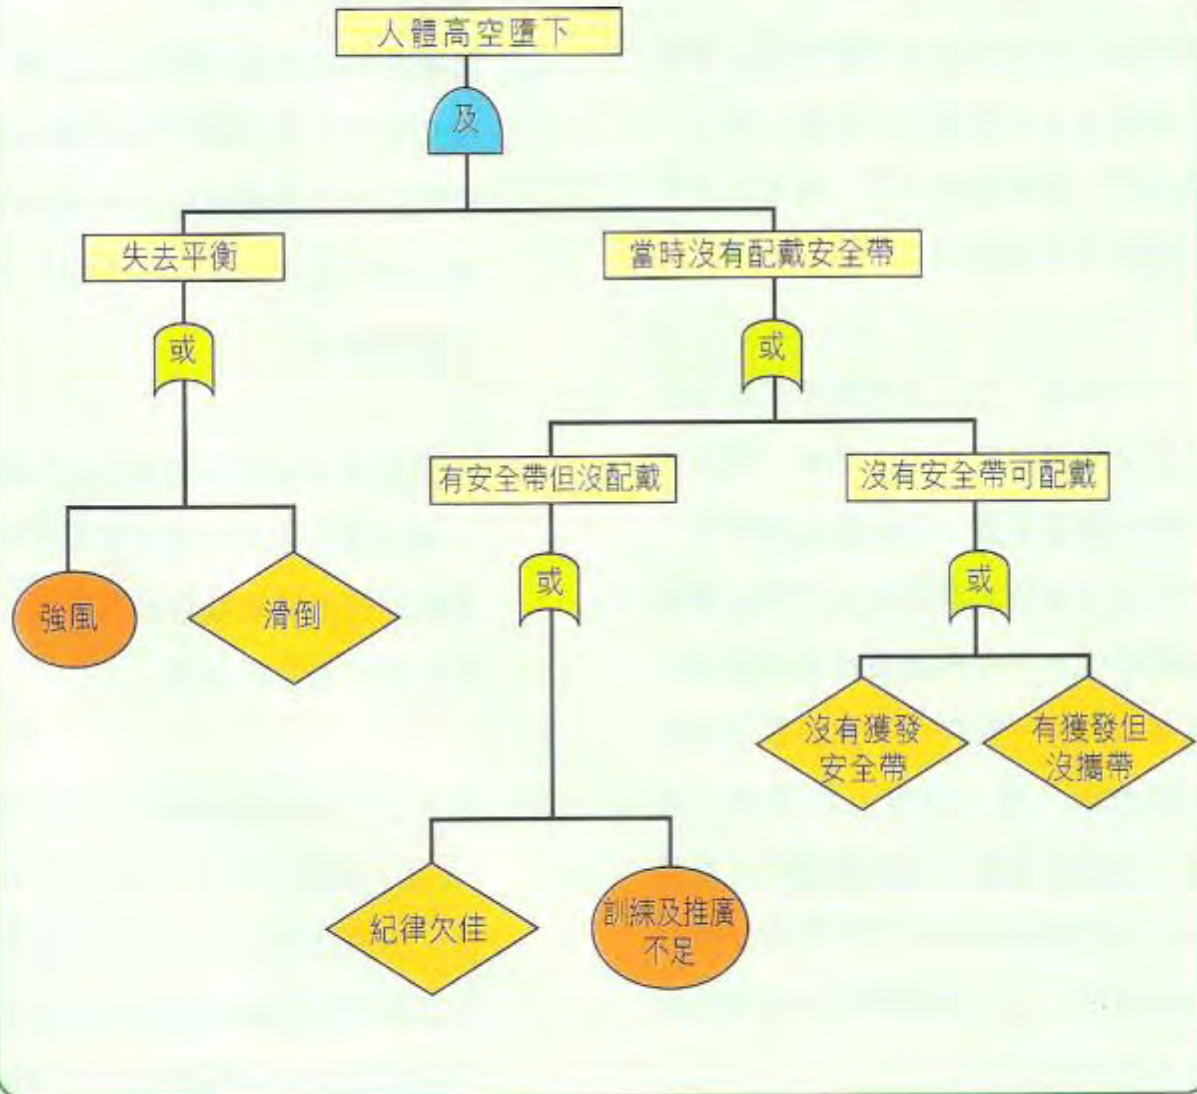 人體高空墮下
及
失去平衡
當時沒有配戴安全帶
或
或
有安全帶但沒配戴
沒有安全帶可配戴
或
或
強風
滑倒
沒有獲發
安全帶
有獲發但
沒攜帶
紀律欠佳
訓練及推廣
不足